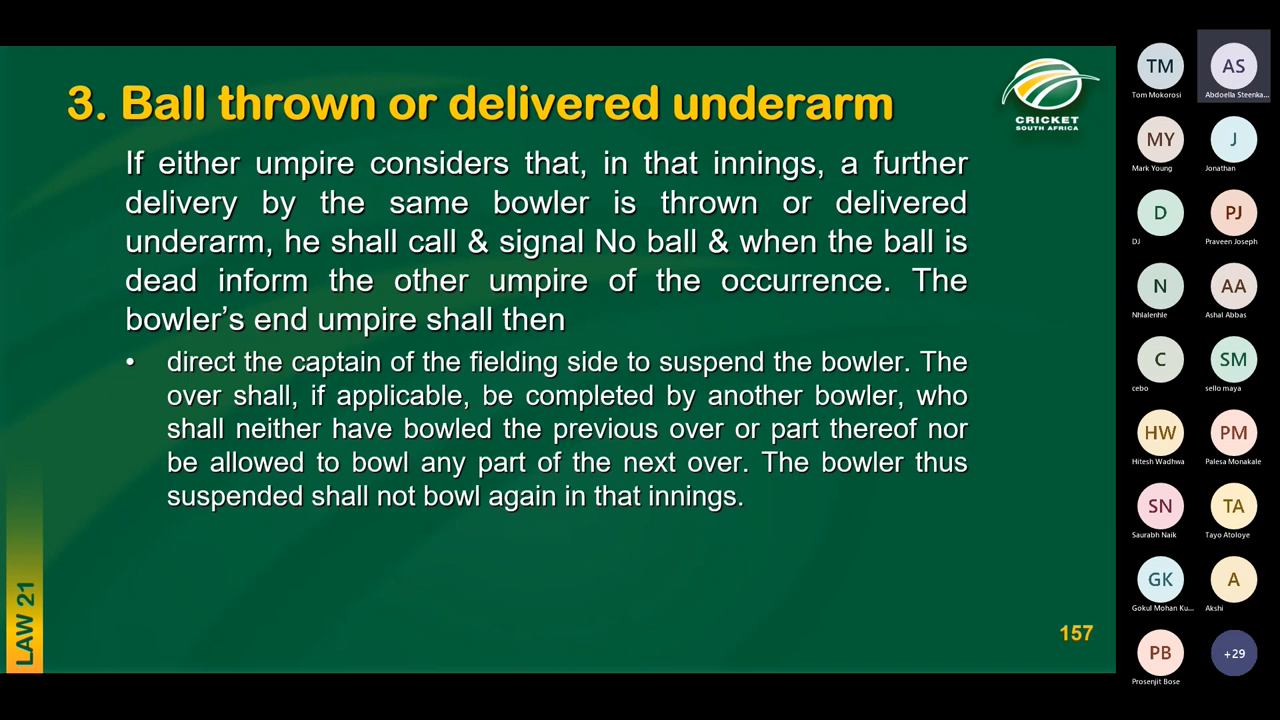 3. Ball thrown or delivered underarm
CRICKET
SOUTH AFRICA
If either umpire considers that, in that innings, a further
delivery by the same bowler is thrown or delivered
underarm, he shall call & signal No ball & when the ball is
dead inform the other umpire of the occurrence. The
bowler’s end umpire shall then
• direct the captain of the fielding side to suspend the bowler. The
over shall, if applicable, be completed by another bowler, who
shall neither have bowled the previous over or part thereof nor
be allowed to bowl any part of the next over. The bowler thus
suspended shall not bowl again in that innings.
LAW 21
157
TM
Tom Mokorosi
AS
Abdoella Steenka...
MY
Mark Young
J
Jonathan
D
DJ
PJ
Praveen Joseph
N
Nhlalenhle
AA
Ashal Abbas
C
cebo
SM
sello maya
HW
Hitesh Wadhwa
PM
Palesa Monakale
SN
Saurabh Naik
TA
Tayo Atoloye
GK
Gokul Mohan Ku...
A
Akshi
PB
Prosenjit Bose
+29